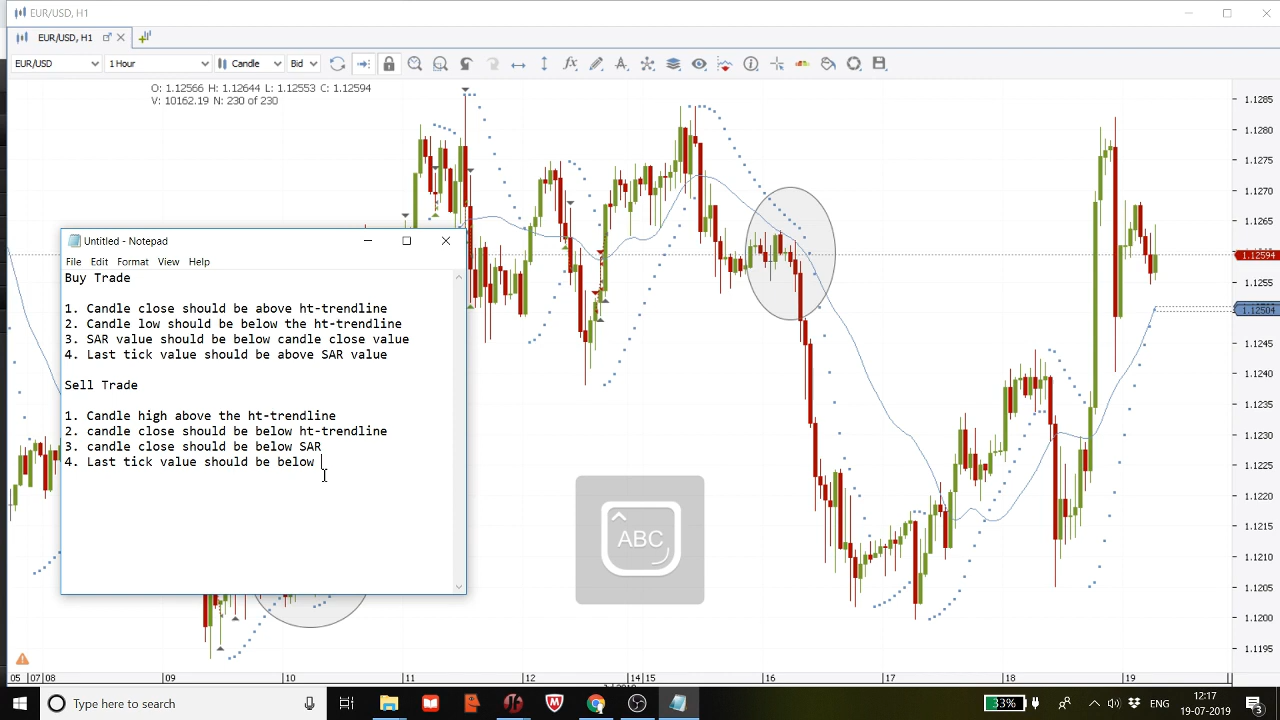 EUR/USD, H1
EUR/USD, H1
EUR/USD 1 Hour Candle Bid
O: 1.12566 H: 1.12644 L: 1.12553 C: 1.12594
V: 10162.19 N: 230 of 230
Untitled - Notepad
File Edit Format View Help
Buy Trade
1. Candle close should be above ht-trendline
2. Candle low should be below the ht-trendline
3. SAR value should be below candle close value
4. Last tick value should be above SAR value
Sell Trade
1. Candle high above the ht-trendline
2. candle close should be below ht-trendline
3. candle close should be below SAR
4. Last tick value should be below
ABC
1.1285
1.1280
1.1275
1.1270
1.1265
1.12594
1.1255
1.12504
1.1245
1.1240
1.1235
1.1230
1.1225
1.1220
1.1215
1.1210
1.1205
1.1200
1.1195
05 07 08 09 10 11 12 14 15 16 17 18 19
Type here to search
33%
ENG
12:17
19-07-2019
3